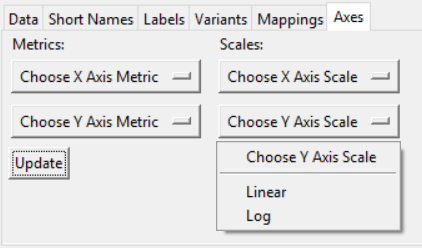 Data Short Names Labels Variants Mappings Axes
Metrics: Scales:
Choose X Axis Metric Choose X Axis Scale
Choose Y Axis Metric Choose Y Axis Scale
Update
Choose Y Axis Scale
Linear
Log